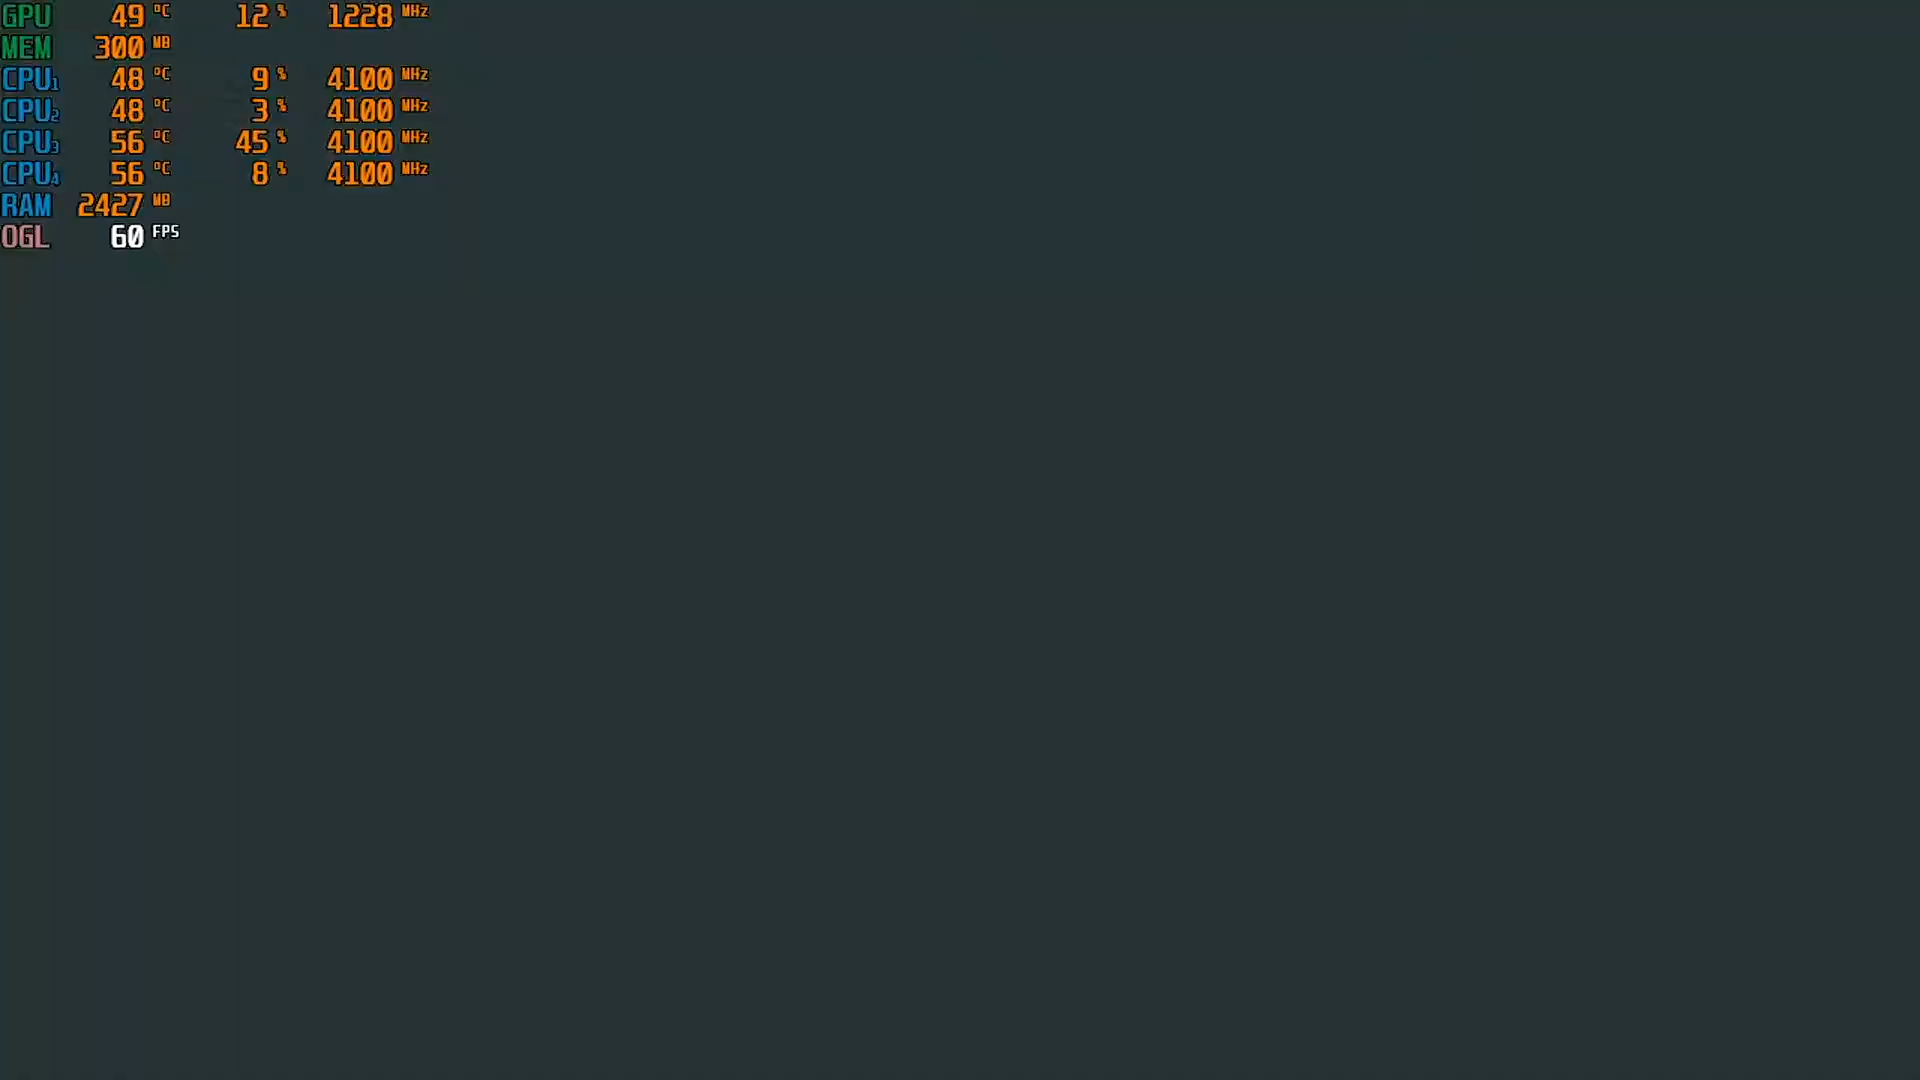 GPU 49 °C 12 % 1228 MHz
MEM 300 MB
CPU1 48 °C 9 % 4100 MHz
CPU2 48 °C 3 % 4100 MHz
CPU3 56 °C 45 % 4100 MHz
CPU4 56 °C 8 % 4100 MHz
RAM 2427 MB
OGL 60 FPS